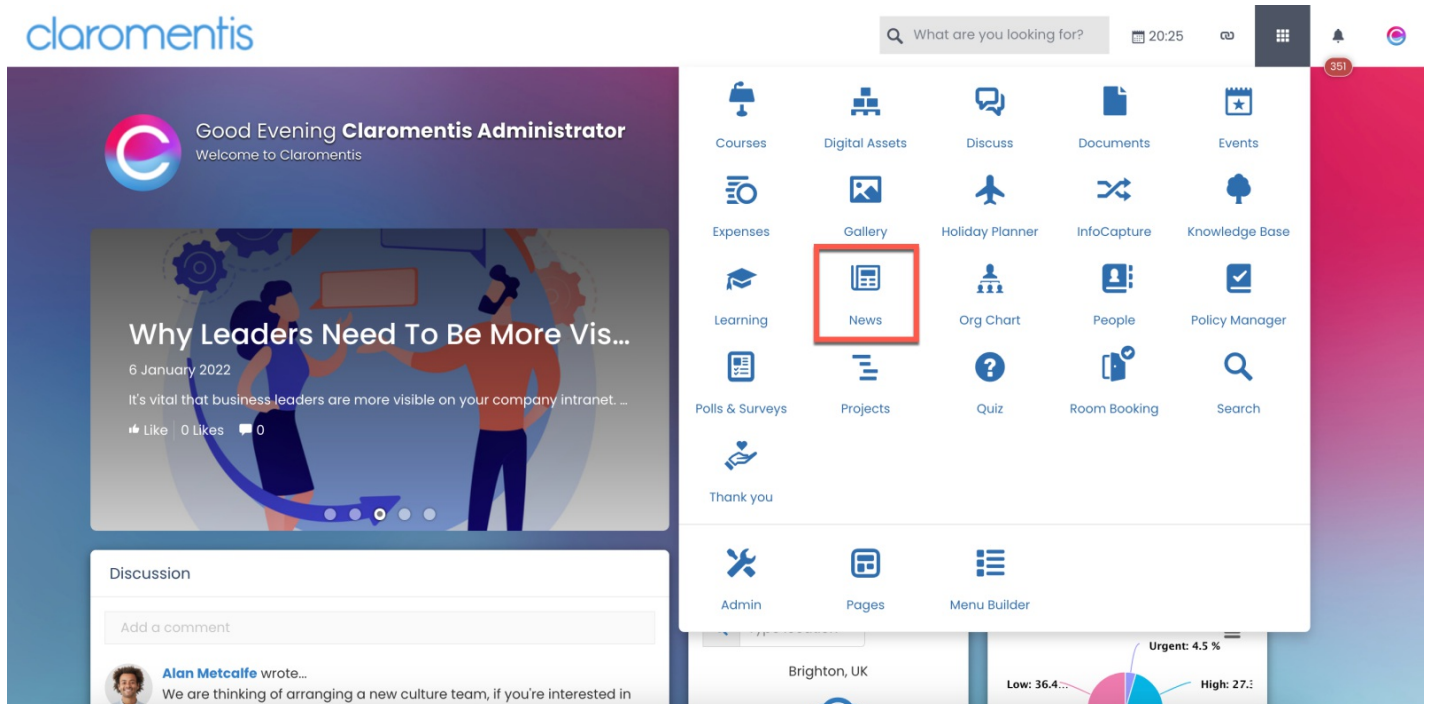 claromentis
What are you looking for?
20:25
351
Good Evening Claromentis Administrator
Welcome to Claromentis
Why Leaders Need To Be More Vis...
6 January 2022
It's vital that business leaders are more visible on your company intranet. ...
Like 0 Likes 0
Courses Digital Assets Discuss Documents Events
Expenses Gallery Holiday Planner InfoCapture Knowledge Base
Learning News Org Chart People Policy Manager
Polls & Surveys Projects Quiz Room Booking Search
Thank you
Admin Pages Menu Builder
Discussion
Add a comment
Alan Metcalfe wrote...
We are thinking of arranging a new culture team, if you're interested in
Brighton, UK
Urgent: 4.5 %
Low: 36.4...
High: 27.